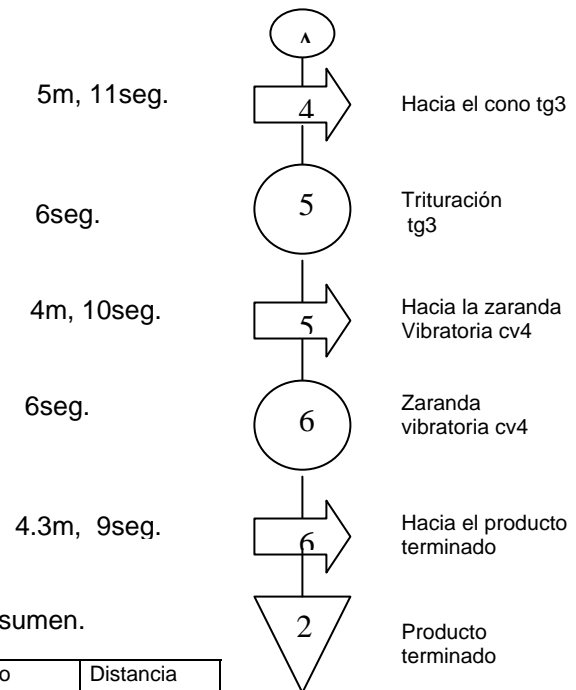 5m, 11seg.
4
Hacia el cono tg3
6seg.
5
Trituración
tg3
4m, 10seg.
5
Hacia la zaranda
Vibratoria cv4
6seg.
6
Zaranda
vibratoria cv4
4.3m, 9seg.
6
Hacia el producto
terminado
2
Producto
terminado
sumen.
o
Distancia